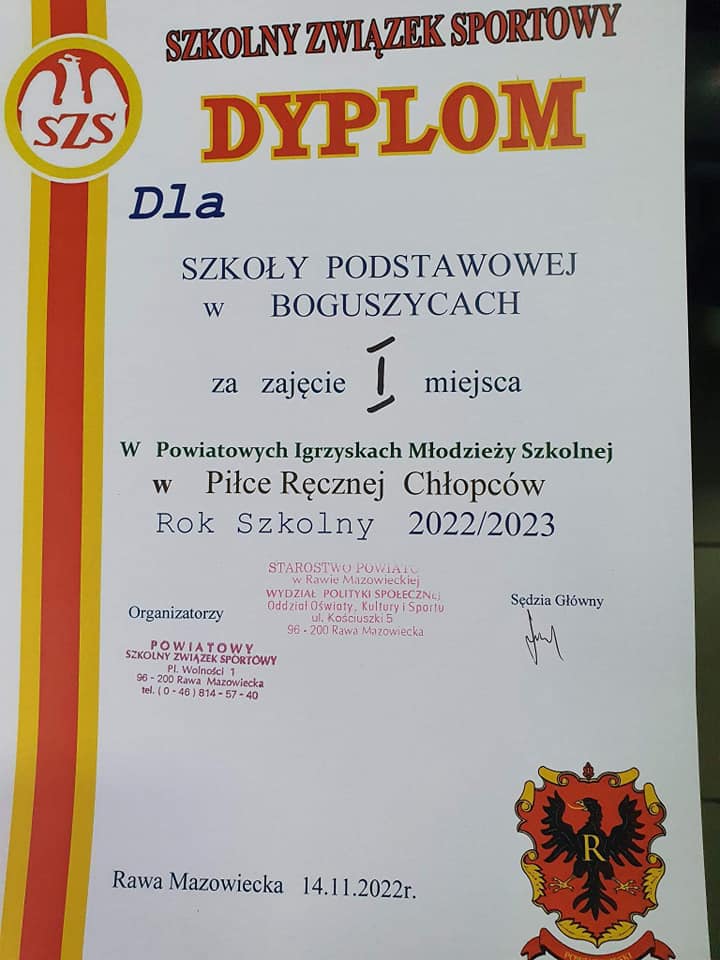 SZKOLNY ZWIĄZEK SPORTOWY
SZS
DYPLOM
Dla
SZKOŁY PODSTAWOWEJ
w BOGUSZYCACH
za zajęcie I miejsca
W Powiatowych Igrzyskach Młodzieży Szkolnej
w Piłce Ręcznej Chłopców
Rok Szkolny 2022/2023
STAROSTWO
w Rawie Mazowieckiej
WYDZIAŁ POLITYKI SPOŁECZNEJ
Oddział Oświaty, Kultury i Sportu
ul. Kościuszki 5
96 - 200 Rawa Mazowiecka
Organizatorzy
Sędzia Główny
POWIATOWY
SZKOLNY ZWIĄZEK SPORTOWY
Pl. Wolności 1
96 - 200 Rawa Mazowiecka
tel. ( 0 - 46 ) 814 - 57 - 40
R
Rawa Mazowiecka 14.11.2022r.